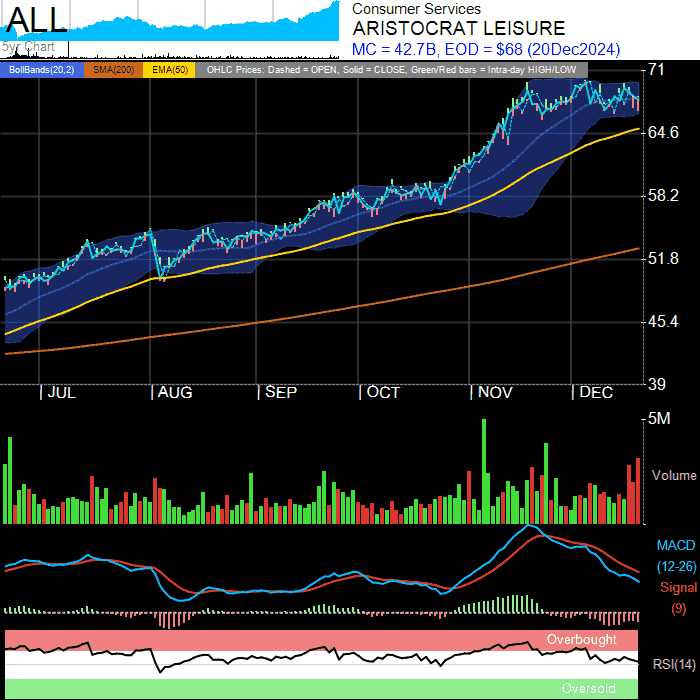 ALL
5yr Chart
Consumer Services
ARISTOCRAT LEISURE
MC = 42.7B, EOD = $68 (20Dec2024)
BollBands(20,2) SMA(200) EMA(50) OHLC Prices: Dashed = OPEN, Solid = CLOSE, Green/Red bars = Intra-day HIGH/LOW
71
64.6
58.2
51.8
45.4
39
JUL AUG SEP OCT NOV DEC
5M
Volume
MACD
(12-26)
Signal
(9)
Overbought
RSI(14)
Oversold